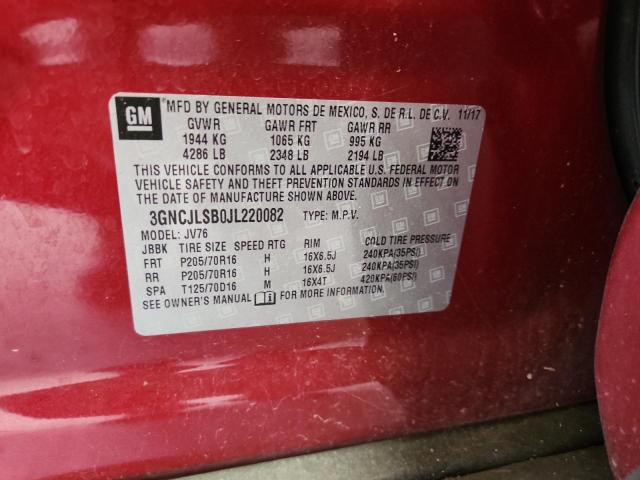 GM
MFD BY GENERAL MOTORS DE MEXICO, S. DE R.L. DE C.V. 11/17
GVWR GAWR FRT GAWR RR
1944 KG 1065 KG 995 KG
4286 LB 2348 LB 2194 LB
THIS VEHICLE CONFORMS TO ALL APPLICABLE U.S. FEDERAL MOTOR
VEHICLE SAFETY AND THEFT PREVENTION STANDARDS IN EFFECT ON
THE DATE OF MANUFACTURE SHOWN ABOVE.
3GNCJLSB0JL220082 TYPE: M.P.V.
MODEL: JV76
JBBK TIRE SIZE SPEED RTG RIM COLD TIRE PRESSURE
FRT P205/70R16 H 16X6.5J 240KPA(35PSI)
RR P205/70R16 H 16X6.5J 240KPA(35PSI)
SPA T125/70D16 M 16X4T 420KPA(60PSI)
SEE OWNER'S MANUAL FOR MORE INFORMATION.